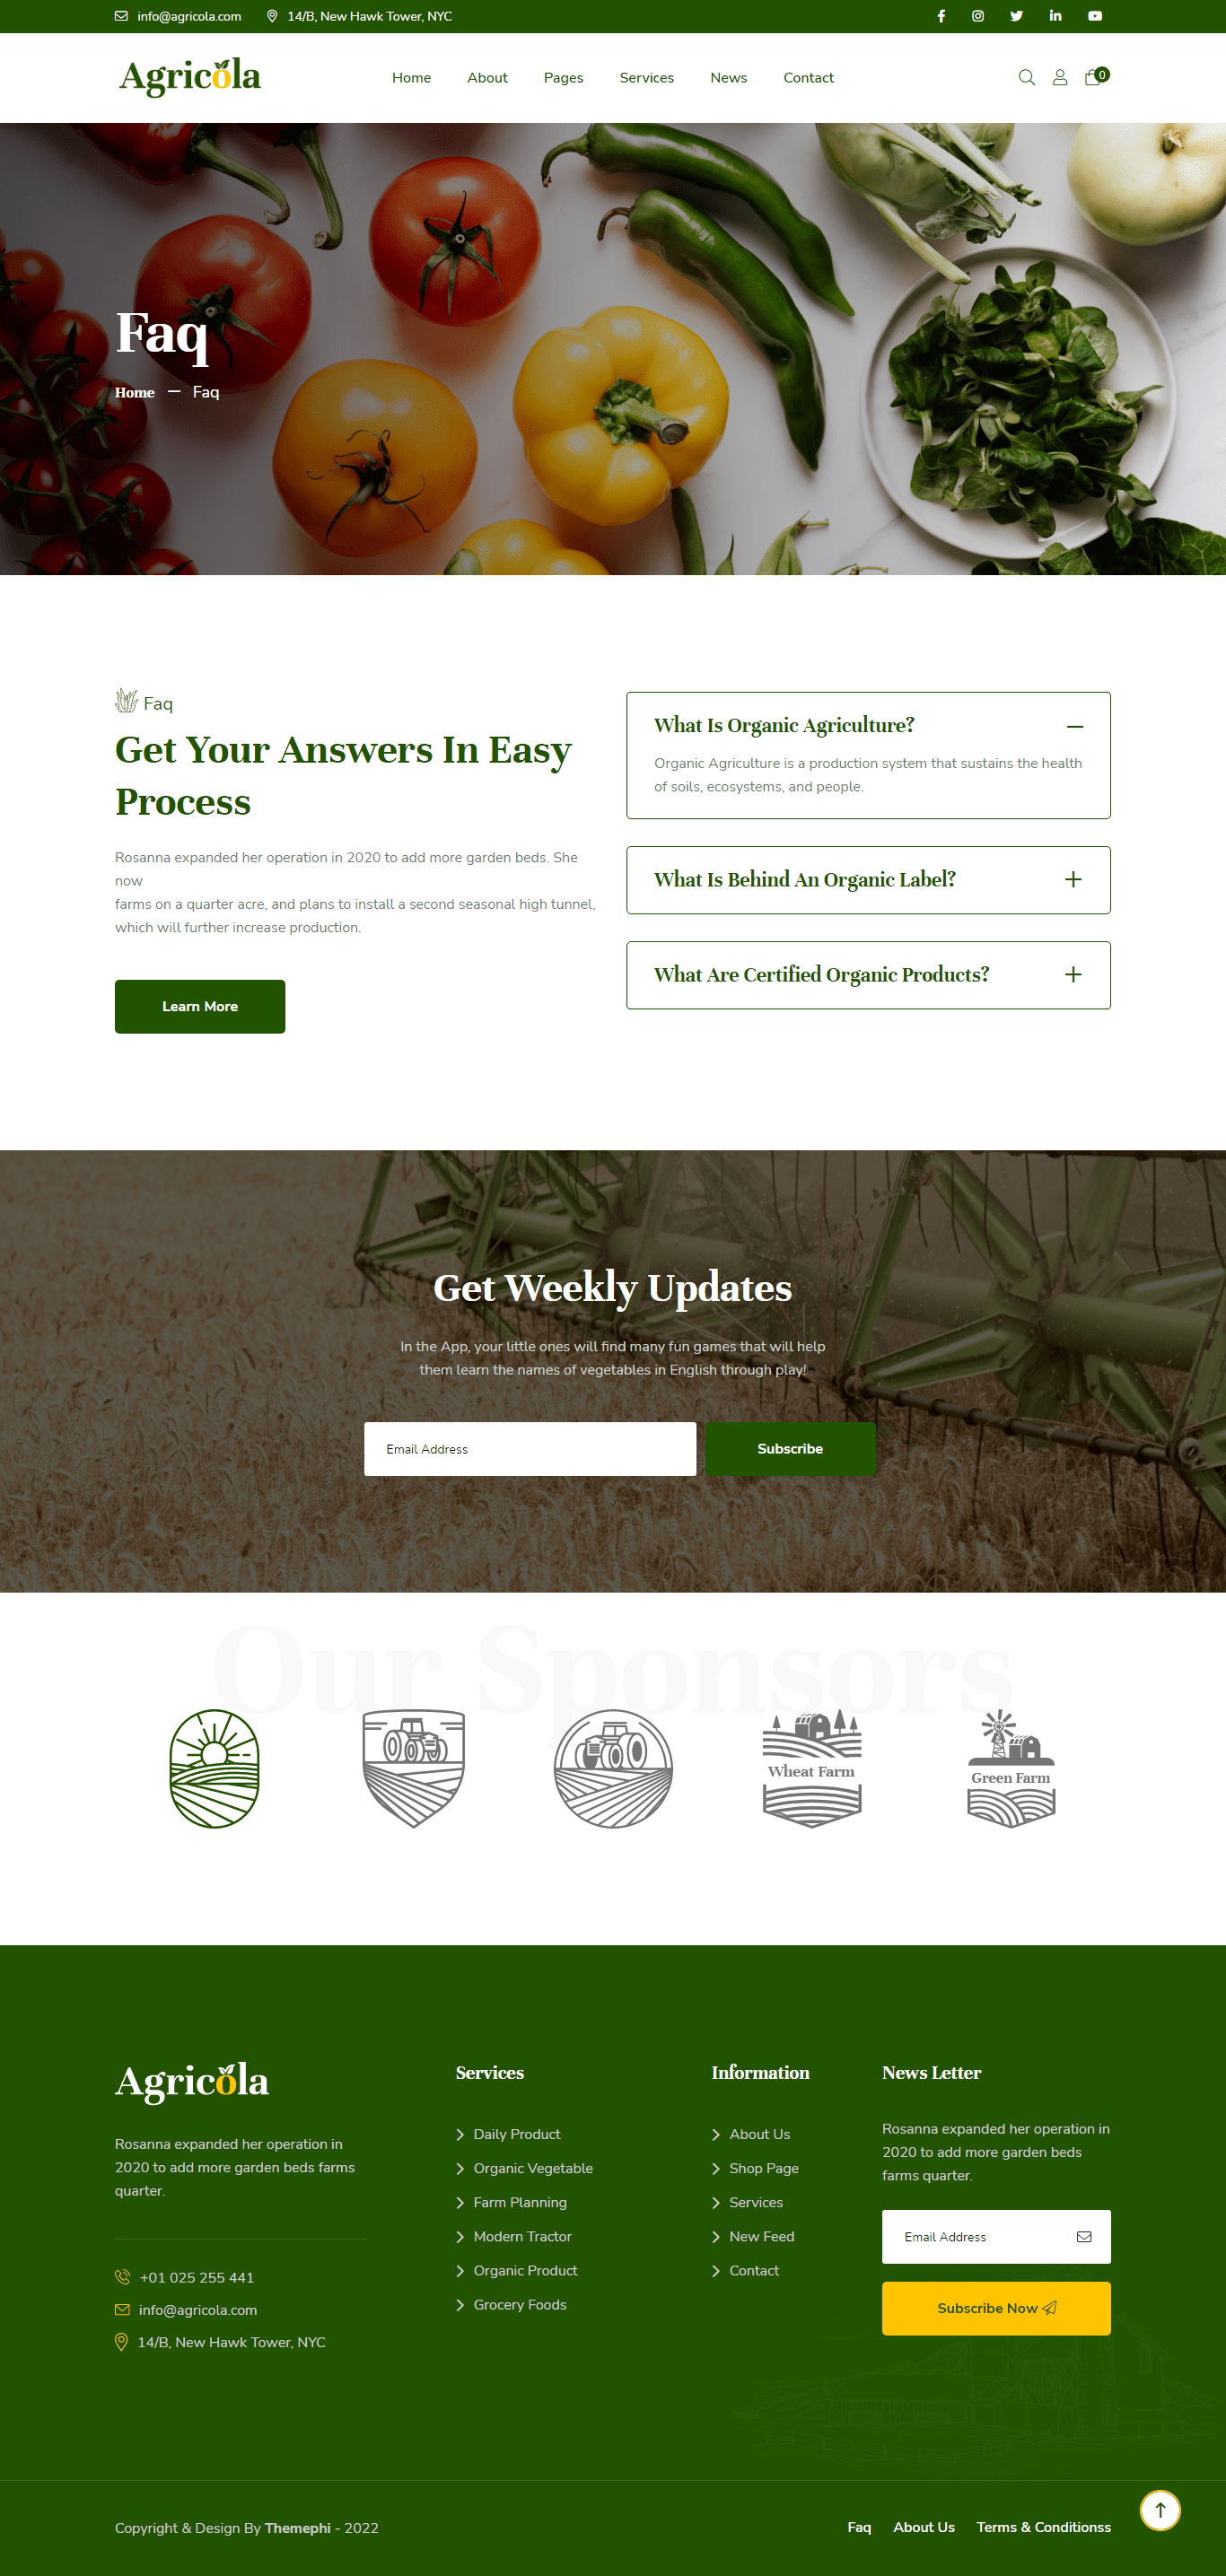 info@agricola.com 14/B, New Hawk Tower, NYC
Agricola Home About Pages Services News Contact 0
Faq
Home — Faq
Faq
Get Your Answers In Easy
Process
Rosanna expanded her operation in 2020 to add more garden beds. She
now
farms on a quarter acre, and plans to install a second seasonal high tunnel,
which will further increase production.
Learn More
What Is Organic Agriculture?
Organic Agriculture is a production system that sustains the health
of soils, ecosystems, and people.
What Is Behind An Organic Label?
What Are Certified Organic Products?
Get Weekly Updates
In the App, your little ones will find many fun games that will help
them learn the names of vegetables in English through play!
Email Address Subscribe
Our Sponsors
Wheat Farm
Green Farm
Agricola
Rosanna expanded her operation in
2020 to add more garden beds farms
quarter.
+01 025 255 441
info@agricola.com
14/B, New Hawk Tower, NYC
Services
Daily Product
Organic Vegetable
Farm Planning
Modern Tractor
Organic Product
Grocery Foods
Information
About Us
Shop Page
Services
New Feed
Contact
News Letter
Rosanna expanded her operation in
2020 to add more garden beds
farms quarter.
Email Address
Subscribe Now
Copyright & Design By Themephi - 2022
Faq About Us Terms & Conditionss